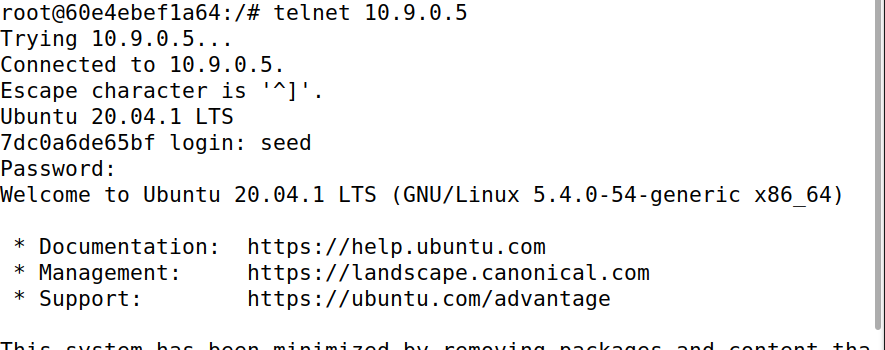 root@60e4ebef1a64:/# telnet 10.9.0.5
Trying 10.9.0.5...
Connected to 10.9.0.5.
Escape character is '^]'.
Ubuntu 20.04.1 LTS
7dc0a6de65bf login: seed
Password:
Welcome to Ubuntu 20.04.1 LTS (GNU/Linux 5.4.0-54-generic x86_64)

 * Documentation:  https://help.ubuntu.com
 * Management:     https://landscape.canonical.com
 * Support:        https://ubuntu.com/advantage

This system has been minimized by removing packages and content tha